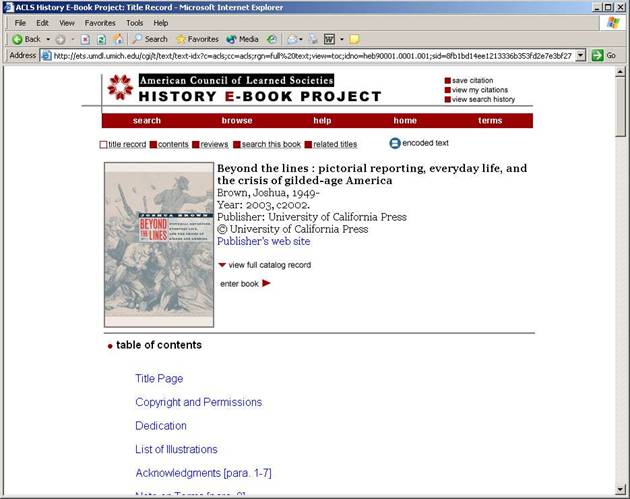 ACLS History E-Book Project: Title Record - Microsoft Internet Explorer
File Edit View Favorites Tools Help
Back Search Favorites Media
Address http://ets.umdl.umich.edu/cgi/t/text/text-idx?c=acls;cc=acls;rgn=full%20text;view=toc;idno=heb90001.0001.001;sid=8fb1bd14ee1213336b353fd2e7e3bf27 Go
American Council of Learned Societies
HISTORY E-BOOK PROJECT
save citation
view my citations
view search history
search browse help home terms
title record contents reviews search this book related titles encoded text
JOSHUA BROWN
BEYOND THE LINES
PICTORIAL REPORTING,
EVERYDAY LIFE,
AND THE CRISIS OF
GILDED AGE AMERICA
Beyond the lines : pictorial reporting, everyday life, and
the crisis of gilded-age America
Brown, Joshua, 1949-
Year: 2003, c2002.
Publisher: University of California Press
© University of California Press
Publisher's web site
view full catalog record
enter book
table of contents
Title Page
Copyright and Permissions
Dedication
List of Illustrations
Acknowledgments [para. 1-7]